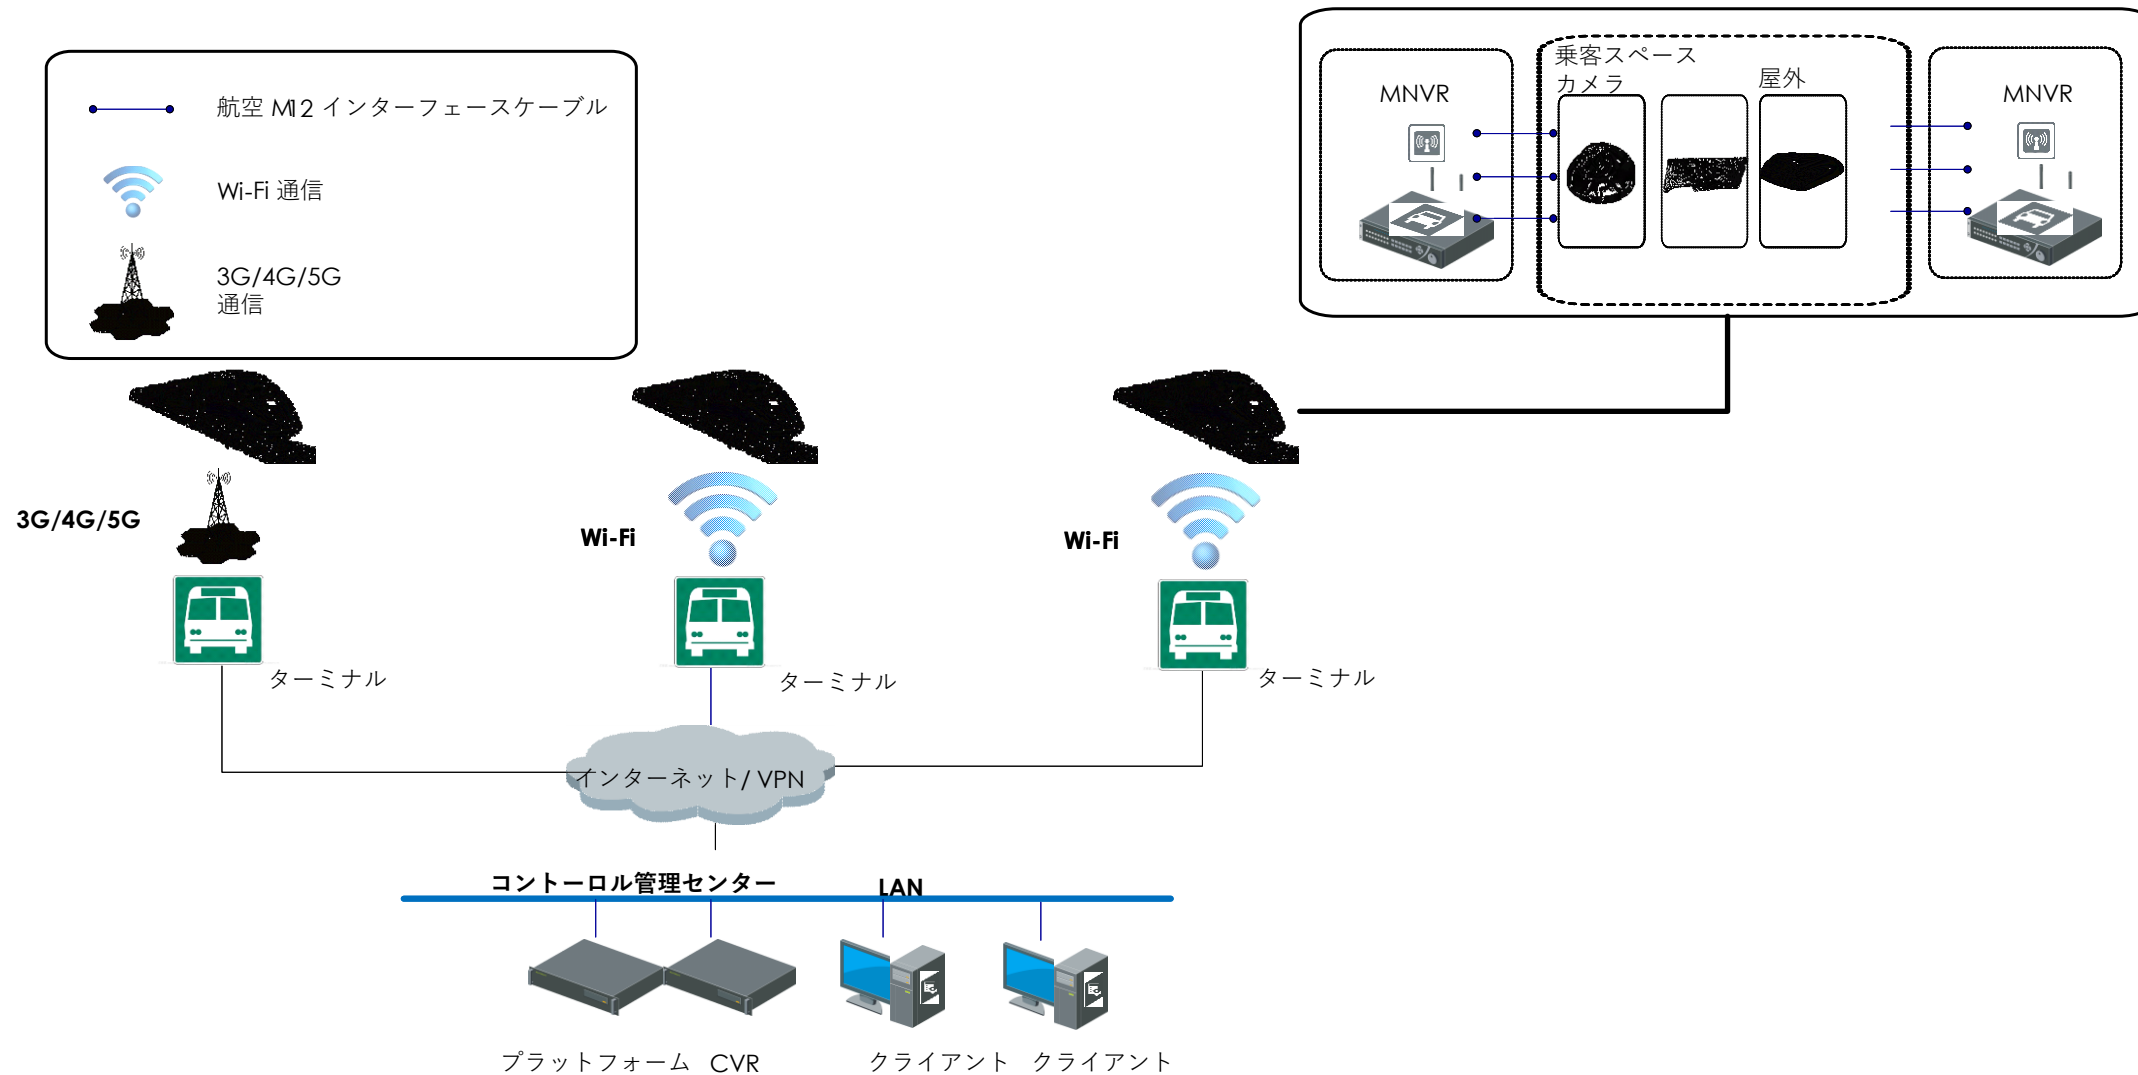 航空 M12 インターフェースケーブル
Wi-Fi 通信
3G/4G/5G
通信
MNVR
乗客スペース
カメラ
屋外
MNVR
3G/4G/5G
Wi-Fi
Wi-Fi
ターミナル
ターミナル
ターミナル
インターネット/ VPN
コントーロル管理センター
LAN
プラットフォーム
CVR
クライアント
クライアント